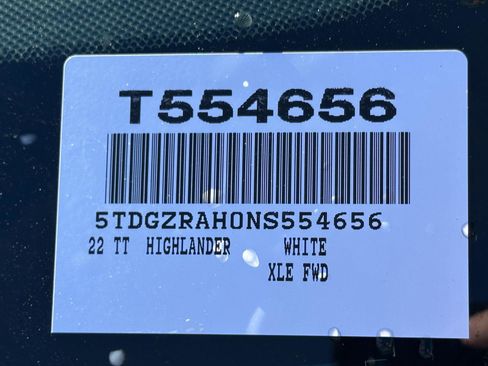 T554656
5TDGZRAH0NS554656
22 TT HIGHLANDER WHITE
XLE FWD